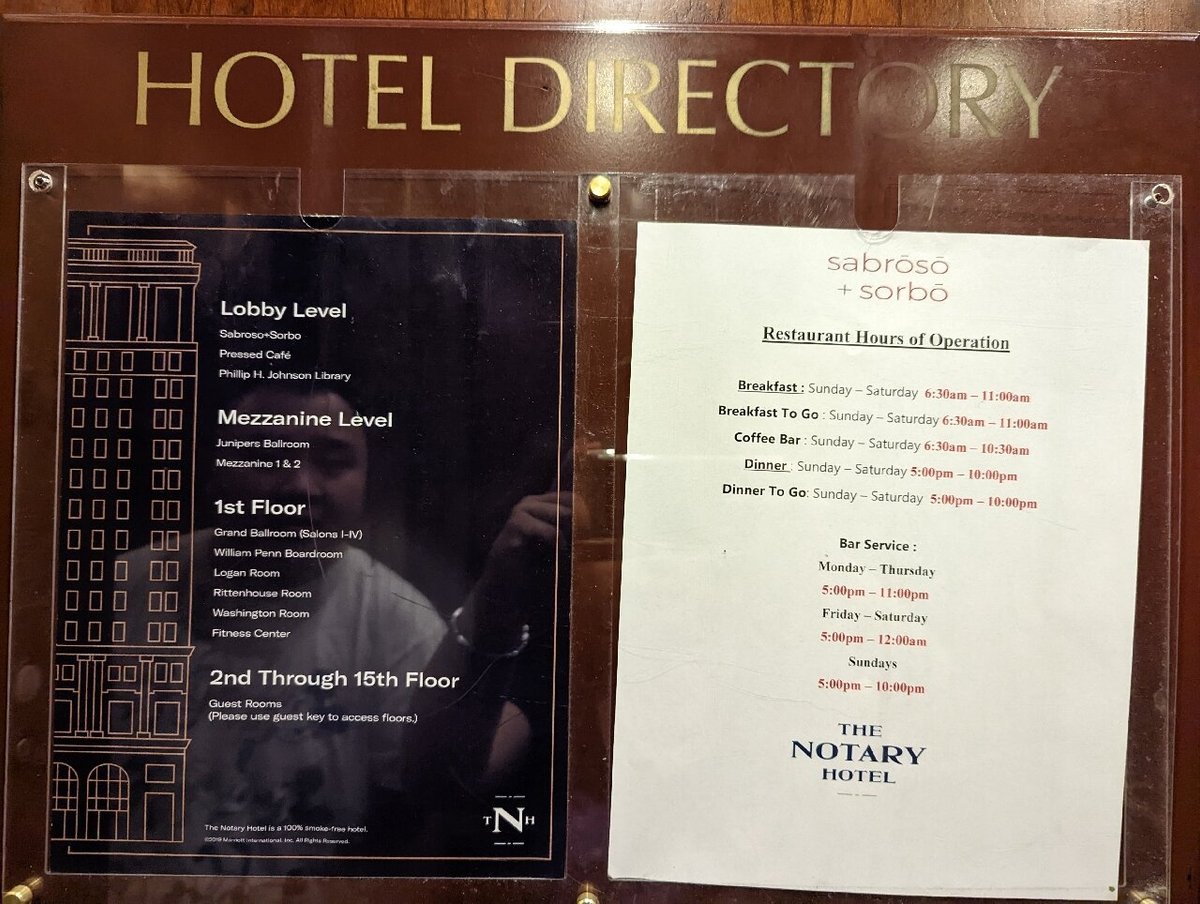 HOTEL DIRECTORY
Lobby Level
Sabroso+Sorbo
Pressed Café
Phillip H. Johnson Library
Mezzanine Level
Junipers Ballroom
Mezzanine 1 & 2
1st Floor
Grand Ballroom (Salons I-IV)
William Penn Boardroom
Logan Room
Rittenhouse Room
Washington Room
Fitness Center
2nd Through 15th Floor
Guest Rooms
(Please use guest key to access floors.)
The Notary Hotel is a 100% smoke-free hotel.
©2019 Marriott International, Inc. All Rights Reserved.
TNH
sabrōsō
+ sorbō
Restaurant Hours of Operation
Breakfast : Sunday – Saturday 6:30am – 11:00am
Breakfast To Go : Sunday – Saturday 6:30am – 11:00am
Coffee Bar : Sunday – Saturday 6:30am – 10:30am
Dinner : Sunday – Saturday 5:00pm – 10:00pm
Dinner To Go: Sunday – Saturday 5:00pm – 10:00pm
Bar Service :
Monday – Thursday
5:00pm – 11:00pm
Friday – Saturday
5:00pm – 12:00am
Sundays
5:00pm – 10:00pm
THE
NOTARY
HOTEL